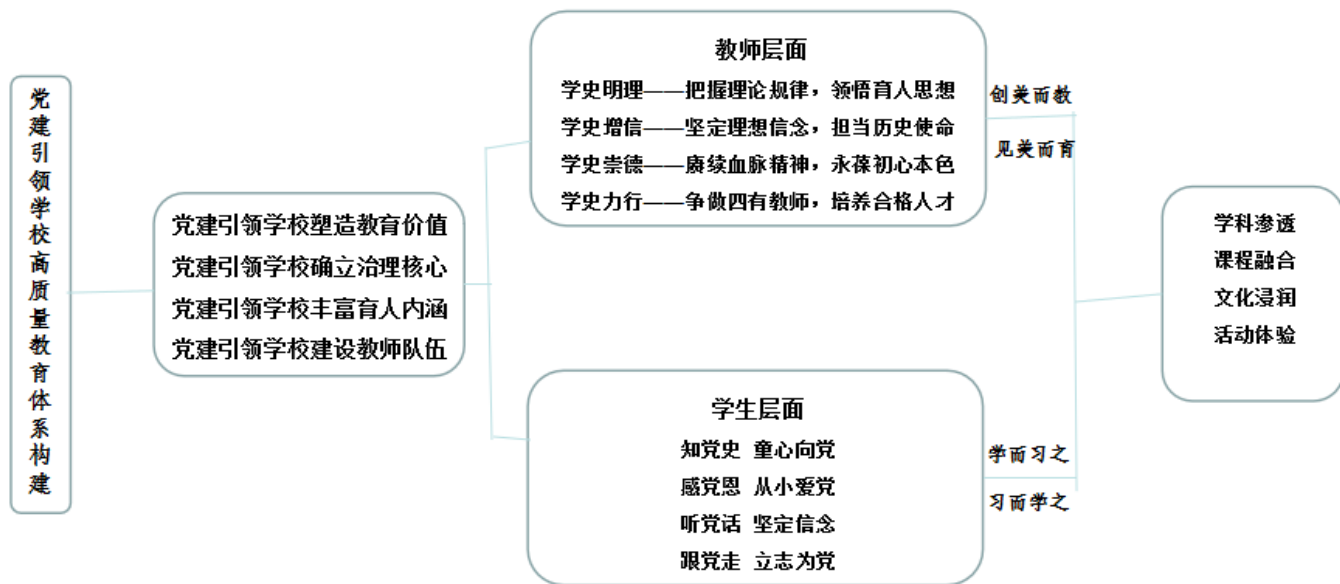 党建引领学校高质量教育体系构建
党建引领学校塑造教育价值
党建引领学校确立治理核心
党建引领学校丰富育人内涵
党建引领学校建设教师队伍
教师层面
学史明理——把握理论规律，领悟育人思想
学史增信——坚定理想信念，担当历史使命
学史崇德——赓续血脉精神，永葆初心本色
学史力行——争做四有教师，培养合格人才
学生层面
知党史 童心向党
感党恩 从小爱党
听党话 坚定信念
跟党走 立志为党
创美而教
见美而育
学而习之
习而学之
学科渗透
课程融合
文化浸润
活动体验